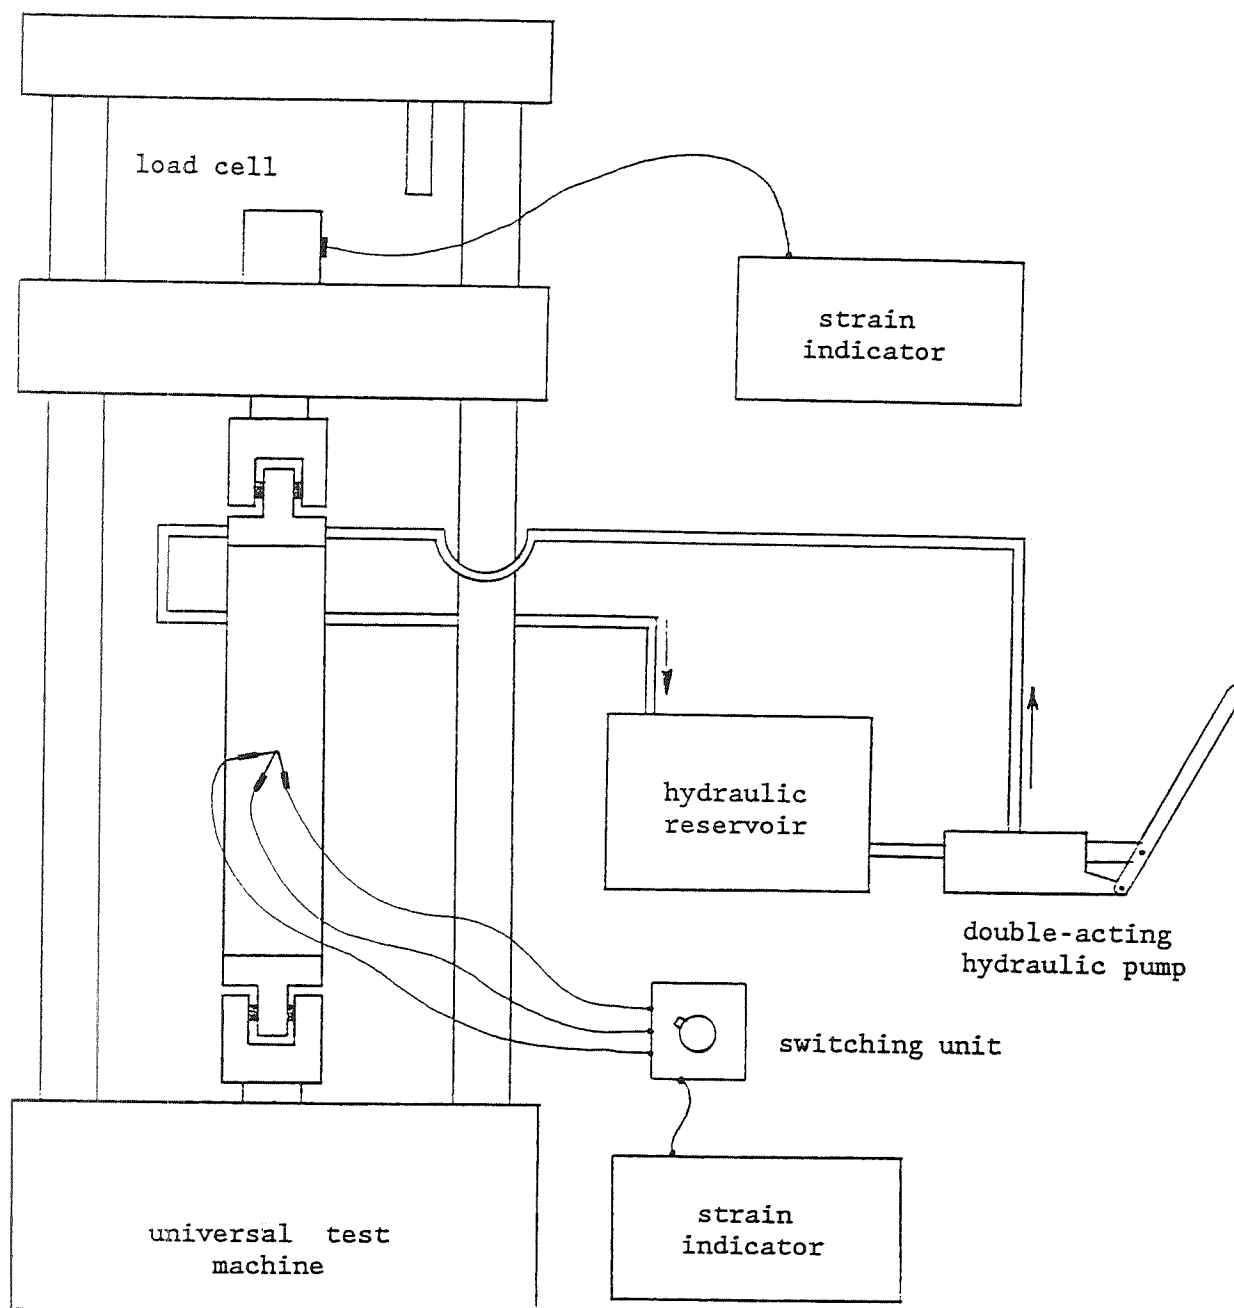 load cell
strain
indicator
hydraulic
reservoir
double-acting
hydraulic pump
switching unit
strain
indicator
universal test
machine